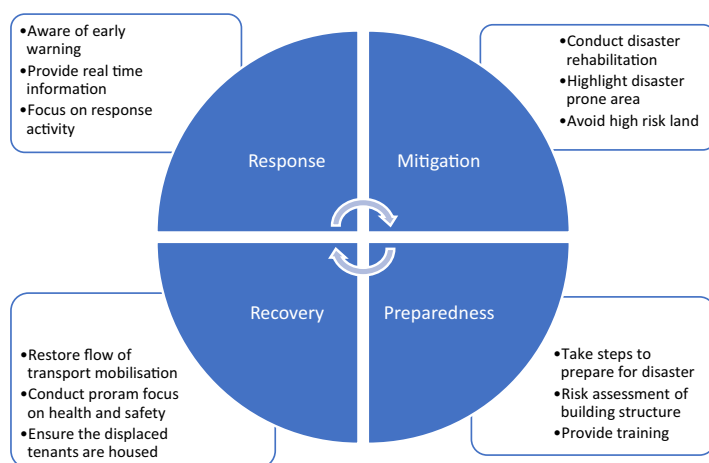 •Aware of early
warning
•Provide real time
information
•Focus on response
activity
•Conduct disaster
rehabilitation
•Highlight disaster
prone area
•Avoid high risk land
Response
Mitigation
Recovery
Preparedness
•Restore flow of
transport mobilisation
•Conduct proram focus
on health and safety
•Ensure the displaced
tenants are housed
•Take steps to
prepare for disaster
•Risk assessment of
building structure
•Provide training